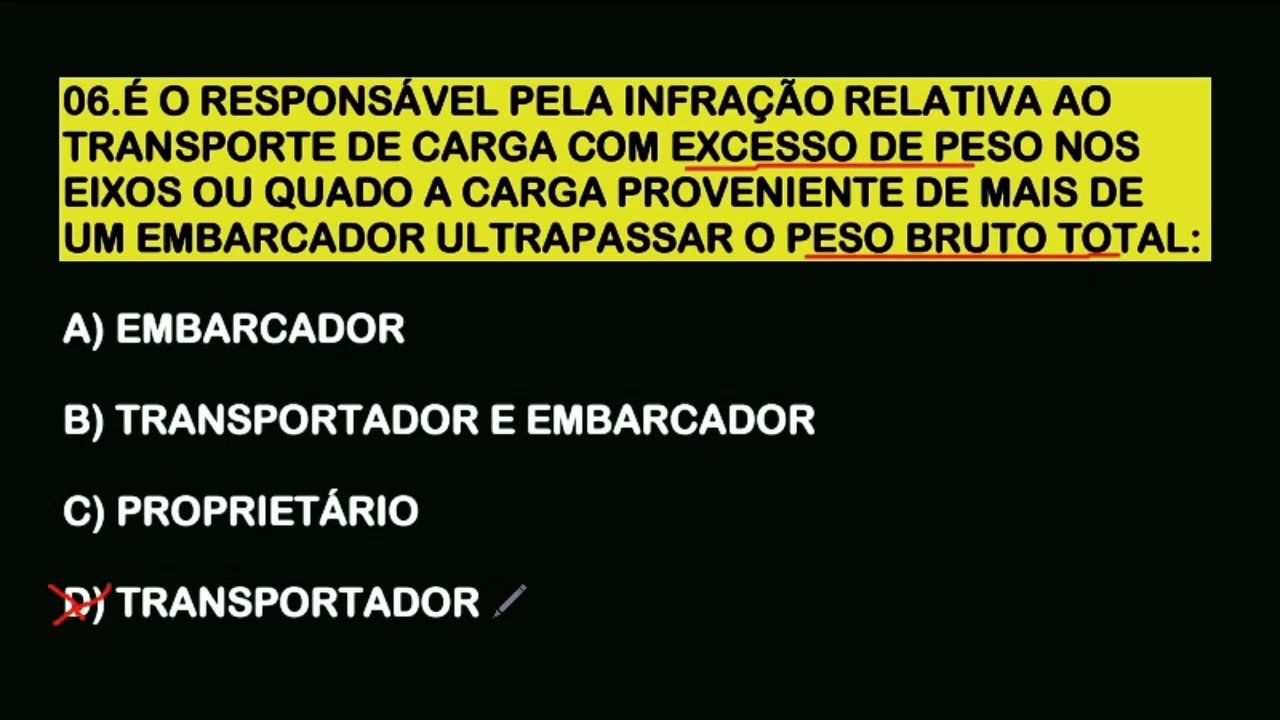 06.É O RESPONSÁVEL PELA INFRAÇÃO RELATIVA AO
TRANSPORTE DE CARGA COM EXCESSO DE PESO NOS
EIXOS OU QUADO A CARGA PROVENIENTE DE MAIS DE
UM EMBARCADOR ULTRAPASSAR O PESO BRUTO TOTAL:
A) EMBARCADOR
B) TRANSPORTADOR E EMBARCADOR
C) PROPRIETÁRIO
D) TRANSPORTADOR